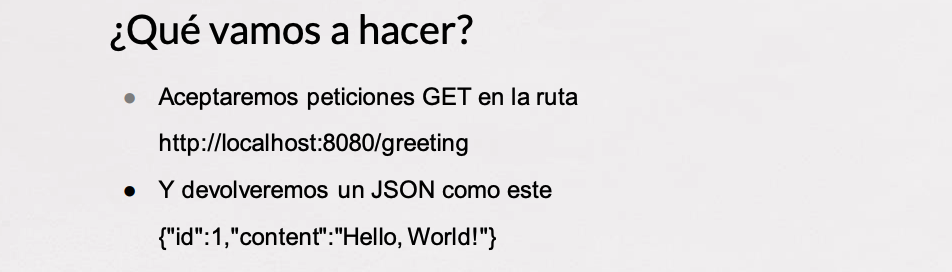 ¿Qué vamos a hacer?
● Aceptaremos peticiones GET en la ruta
http://localhost:8080/greeting
● Y devolveremos un JSON como este
{"id":1,"content":"Hello, World!"}